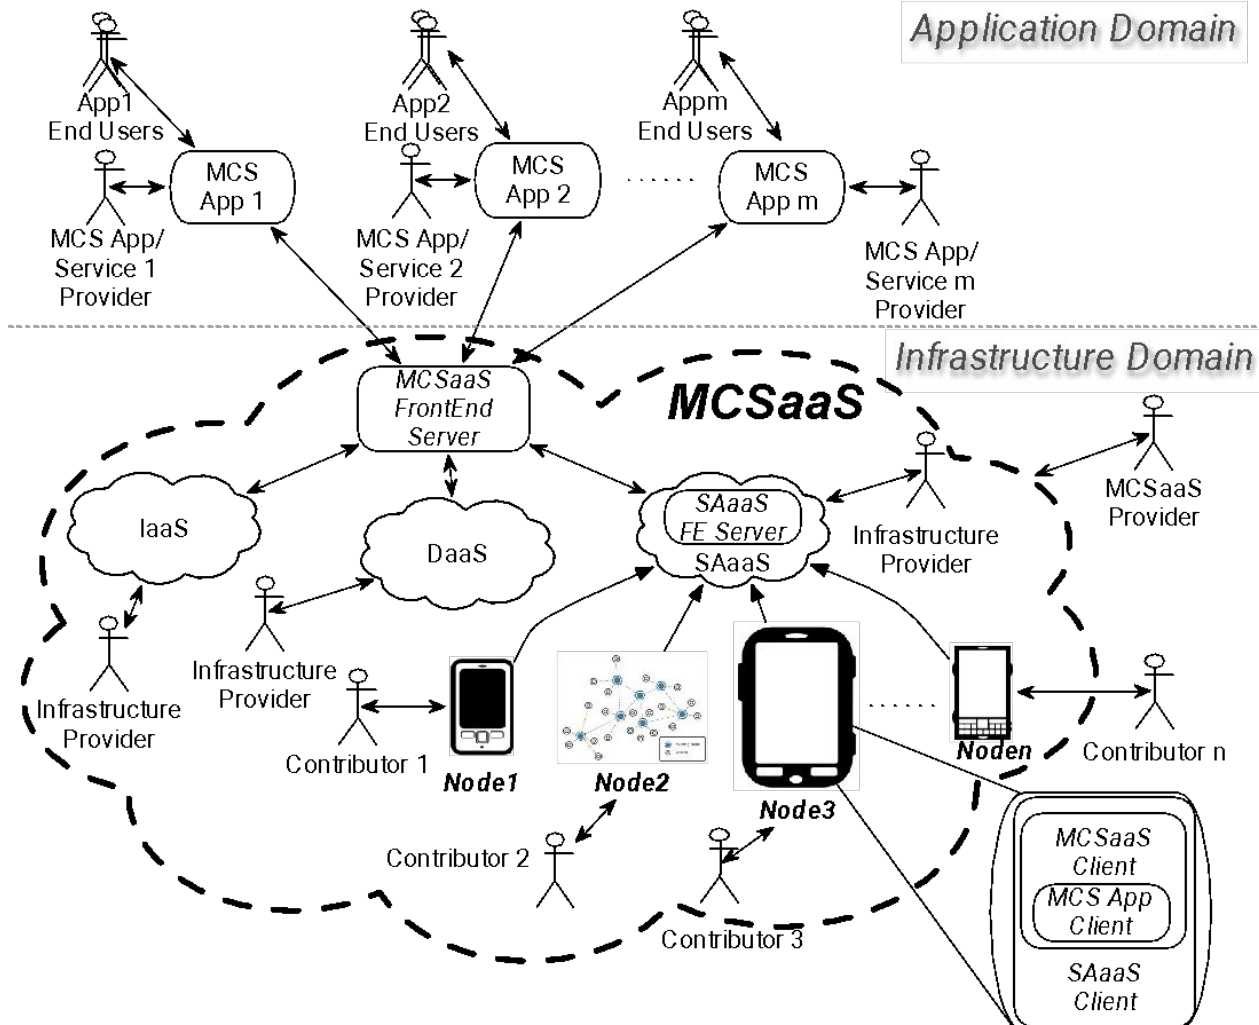 Application Domain
App1
End Users
App2
End Users
Appm
End Users
MCS
App 1
MCS
App 2
. . . . . .
MCS
App m
MCS App/
Service 1
Provider
MCS App/
Service 2
Provider
MCS App/
Service m
Provider
Infrastructure Domain
MCSaaS
FrontEnd
Server
MCSaaS
MCSaaS
Provider
IaaS
DaaS
SAaaS
FE Server
SAaaS
Infrastructure
Provider
Infrastructure
Provider
Infrastructure
Provider
Contributor 1
Node1
Node2
Node3
. . . . . .
Noden
Contributor n
Contributor 2
Contributor 3
MCSaaS
Client
MCS App
Client
SAaaS
Client